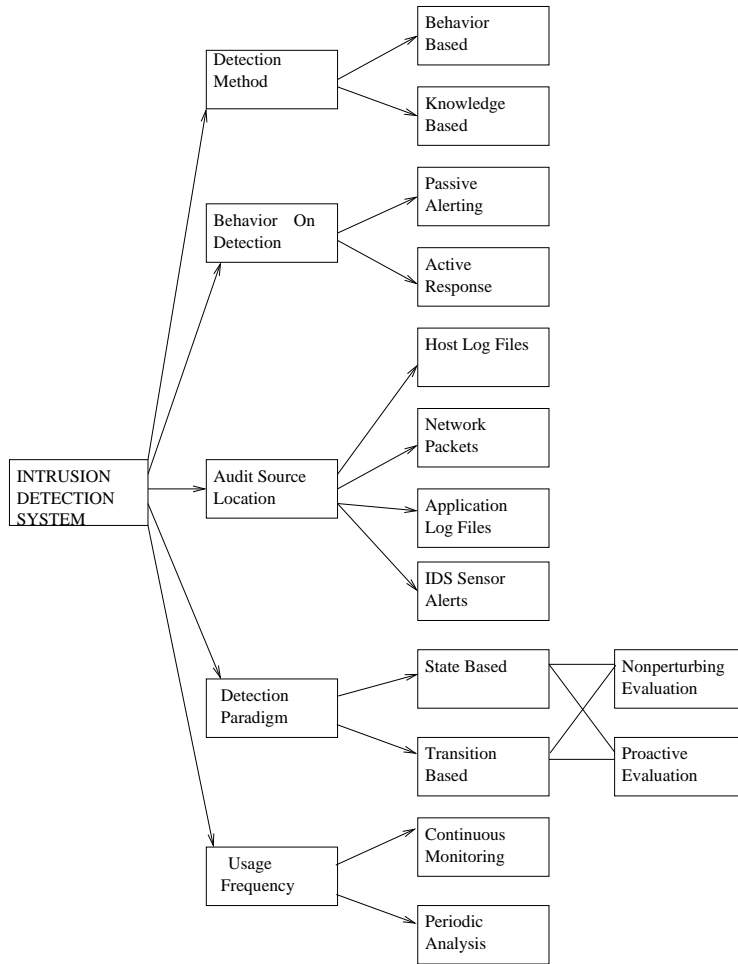 Detection
Method
Behavior
Based
Knowledge
Based
Behavior On
Detection
Passive
Alerting
Active
Response
INTRUSION
DETECTION
SYSTEM
Audit Source
Location
Host Log Files
Network
Packets
Application
Log Files
IDS Sensor
Alerts
Detection
Paradigm
State Based
Transition
Based
Nonperturbing
Evaluation
Proactive
Evaluation
Usage
Frequency
Continuous
Monitoring
Periodic
Analysis